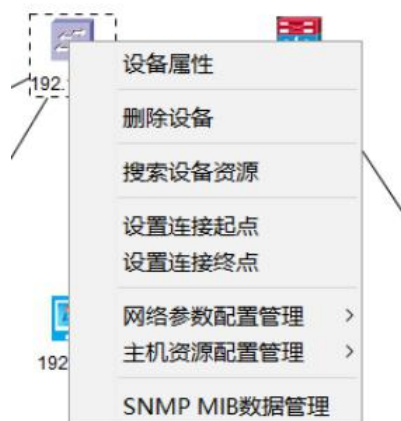 192.
设备属性
删除设备
搜索设备资源
设置连接起点
设置连接终点
网络参数配置管理
主机资源配置管理
192
SNMP MIB数据管理